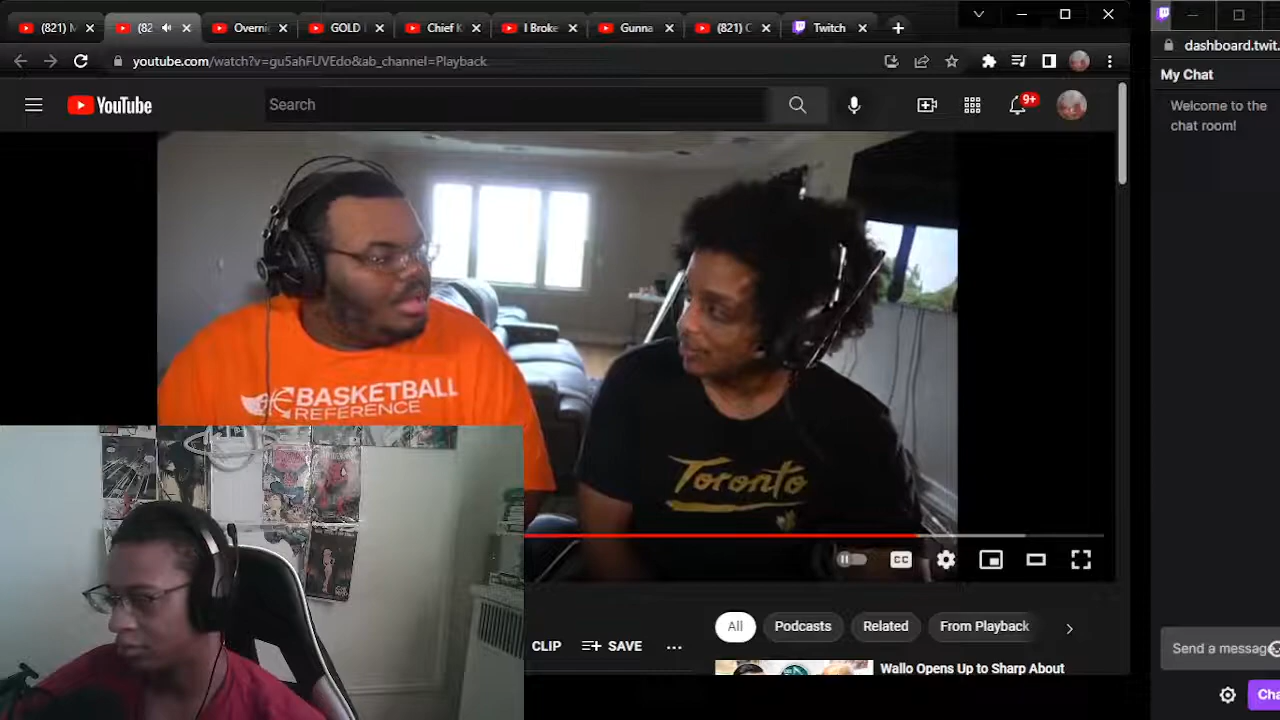 (821) M
(82
Overni
GOLD
Chief K
I Broke
Gunna
(821) C
Twitch
youtube.com/watch?v=gu5ahFUVEdo&ab_channel=Playback
dashboard.twit
My Chat
YouTube
Search
9+
Welcome to the
chat room!
BASKETBALL
REFERENCE
Toronto
CC
All
Podcasts
Related
From Playback
CLIP
SAVE
Wallo Opens Up to Sharp About
Send a message
Cha